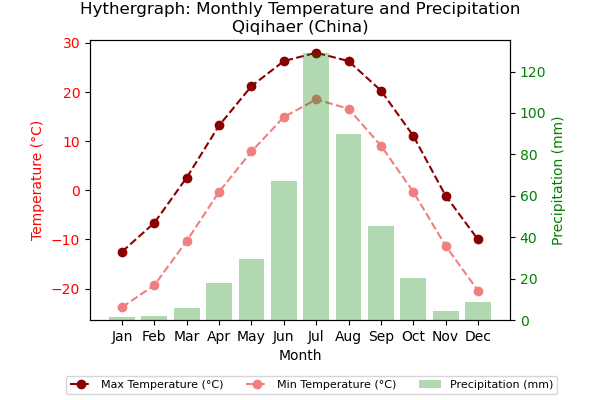 Hythergraph: Monthly Temperature and Precipitation
Qiqihaer (China)
Temperature (°C)
30
20
10
0
−10
−20
Precipitation (mm)
120
100
80
60
40
20
0
Jan Feb Mar Apr May Jun Jul Aug Sep Oct Nov Dec
Month
Max Temperature (°C) Min Temperature (°C) Precipitation (mm)